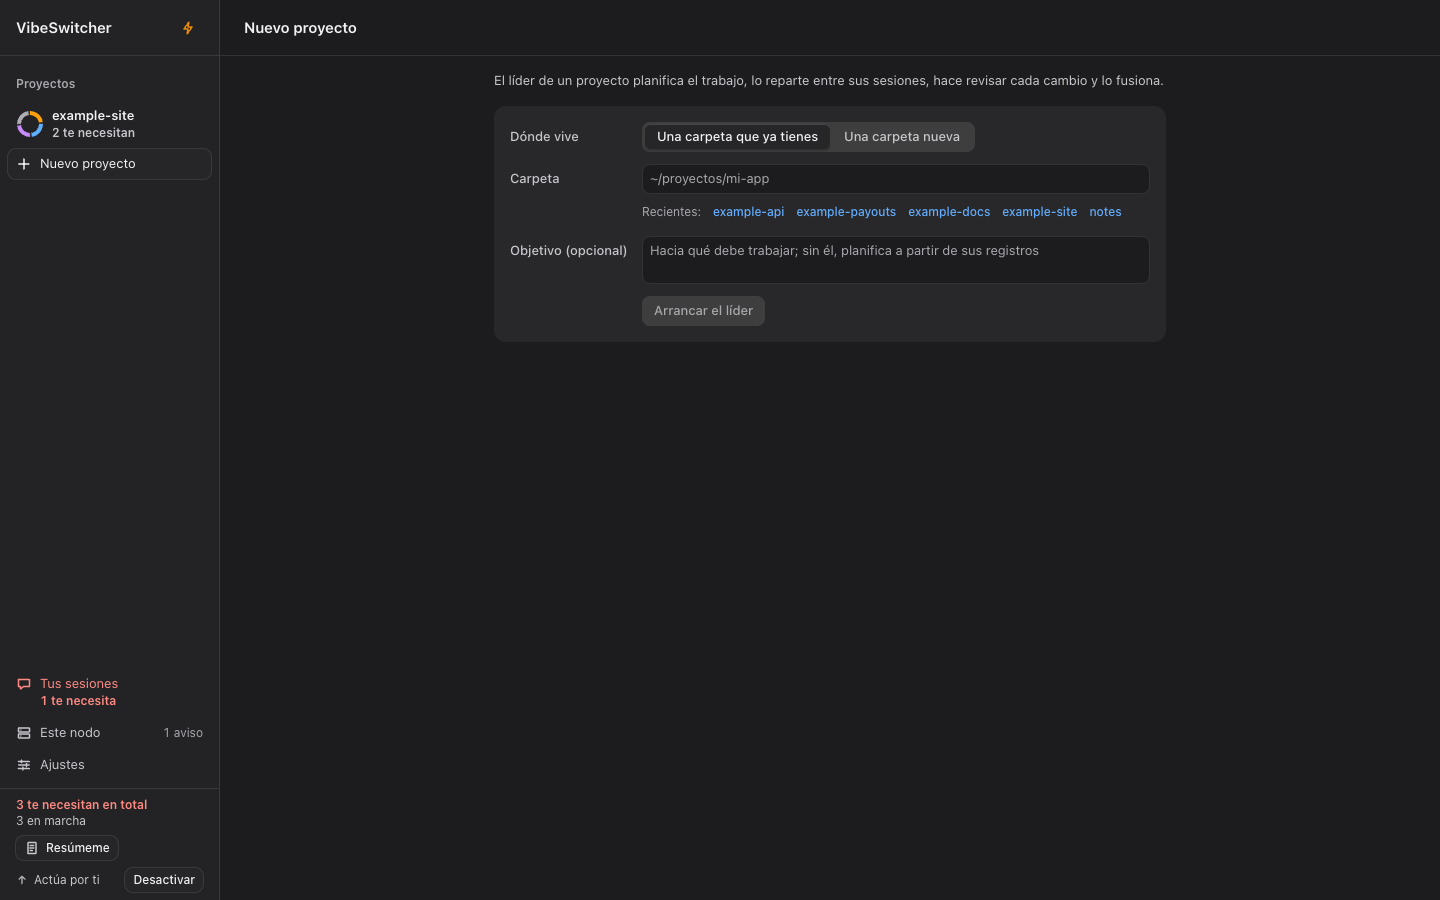 VibeSwitcher
Proyectos
example-site
2 te necesitan
Nuevo proyecto
Tus sesiones
1 te necesita
Este nodo
1 aviso
Ajustes
3 te necesitan en total
3 en marcha
Resúmeme
Actúa por ti
Desactivar
Nuevo proyecto
El líder de un proyecto planifica el trabajo, lo reparte entre sus sesiones, hace revisar cada cambio y lo fusiona.
Dónde vive
Una carpeta que ya tienes
Una carpeta nueva
Carpeta
~/proyectos/mi-app
Recientes: example-api example-payouts example-docs example-site notes
Objetivo (opcional)
Hacia qué debe trabajar; sin él, planifica a partir de sus registros
Arrancar el líder